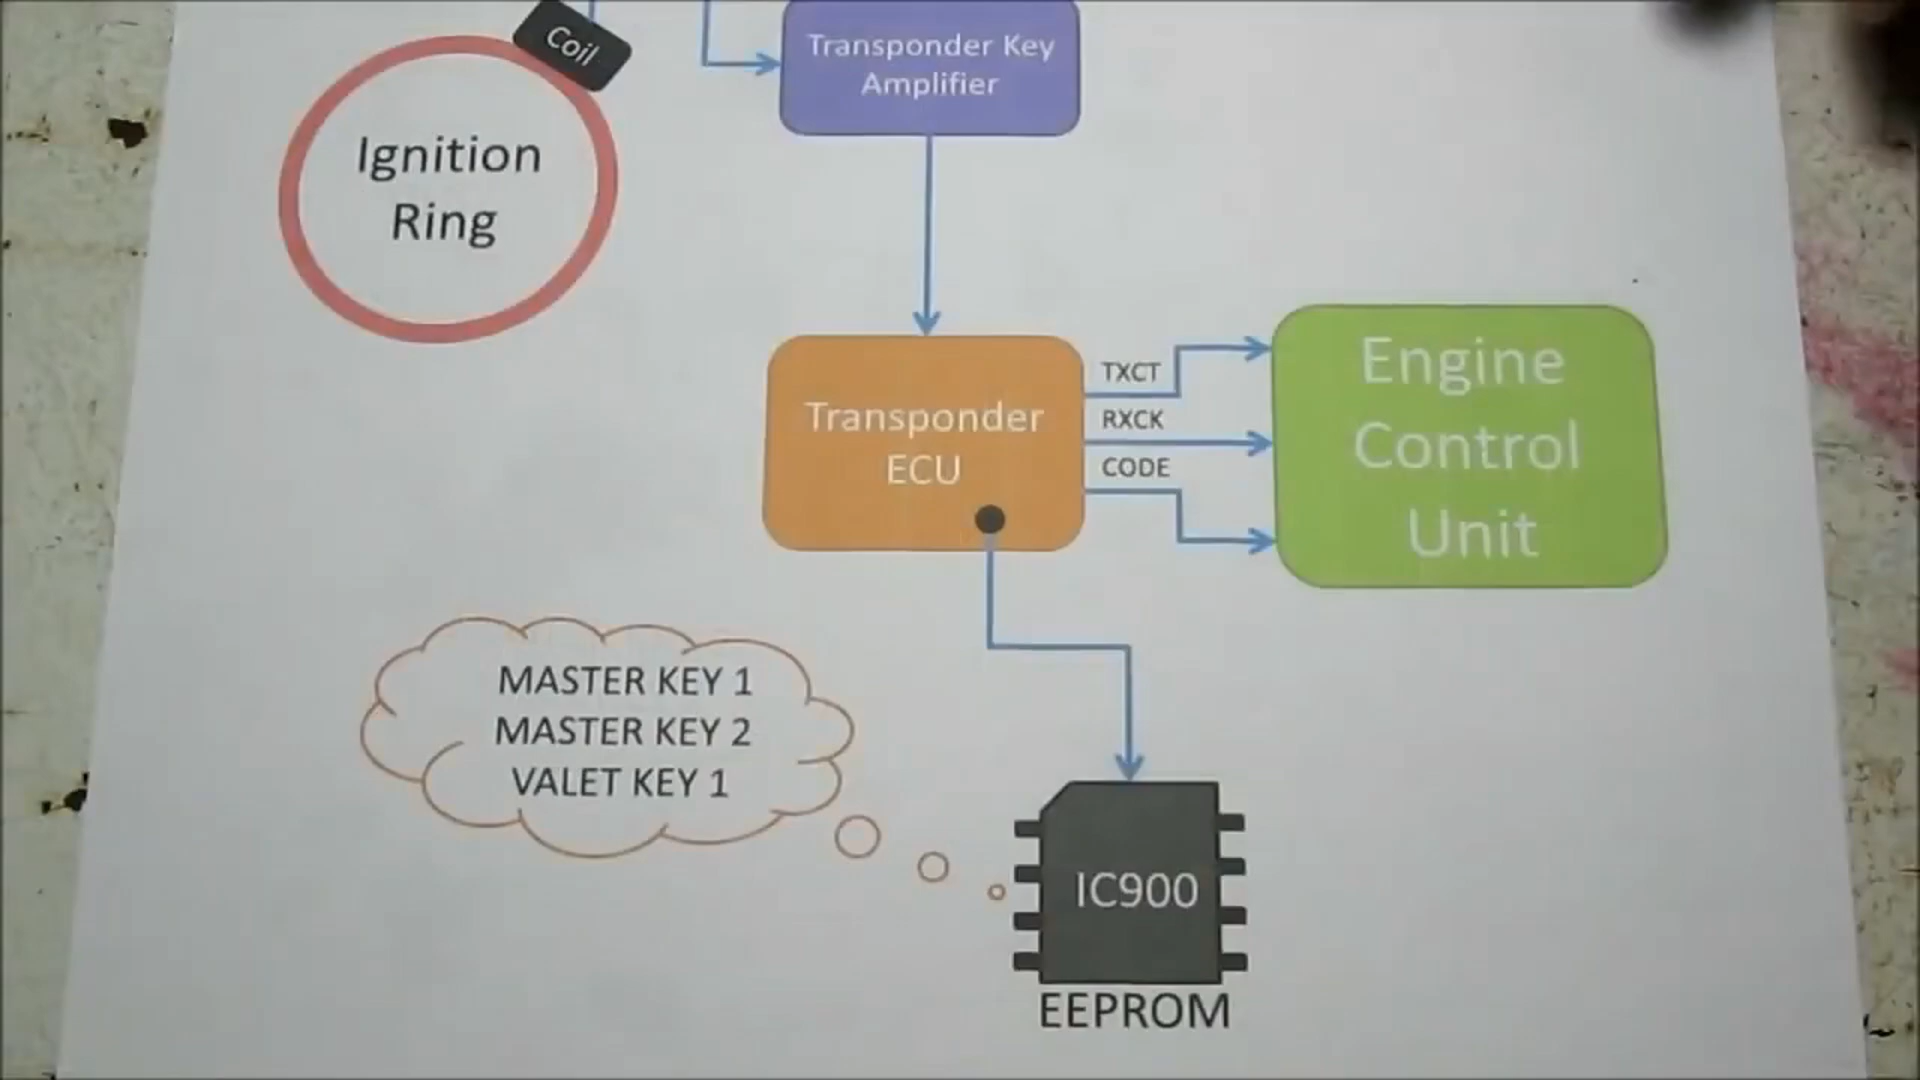 Coil
Transponder Key
Amplifier
Ignition
Ring
Transponder
ECU
TXCT
RXCK
CODE
Engine
Control
Unit
MASTER KEY 1
MASTER KEY 2
VALET KEY 1
IC900
EEPROM